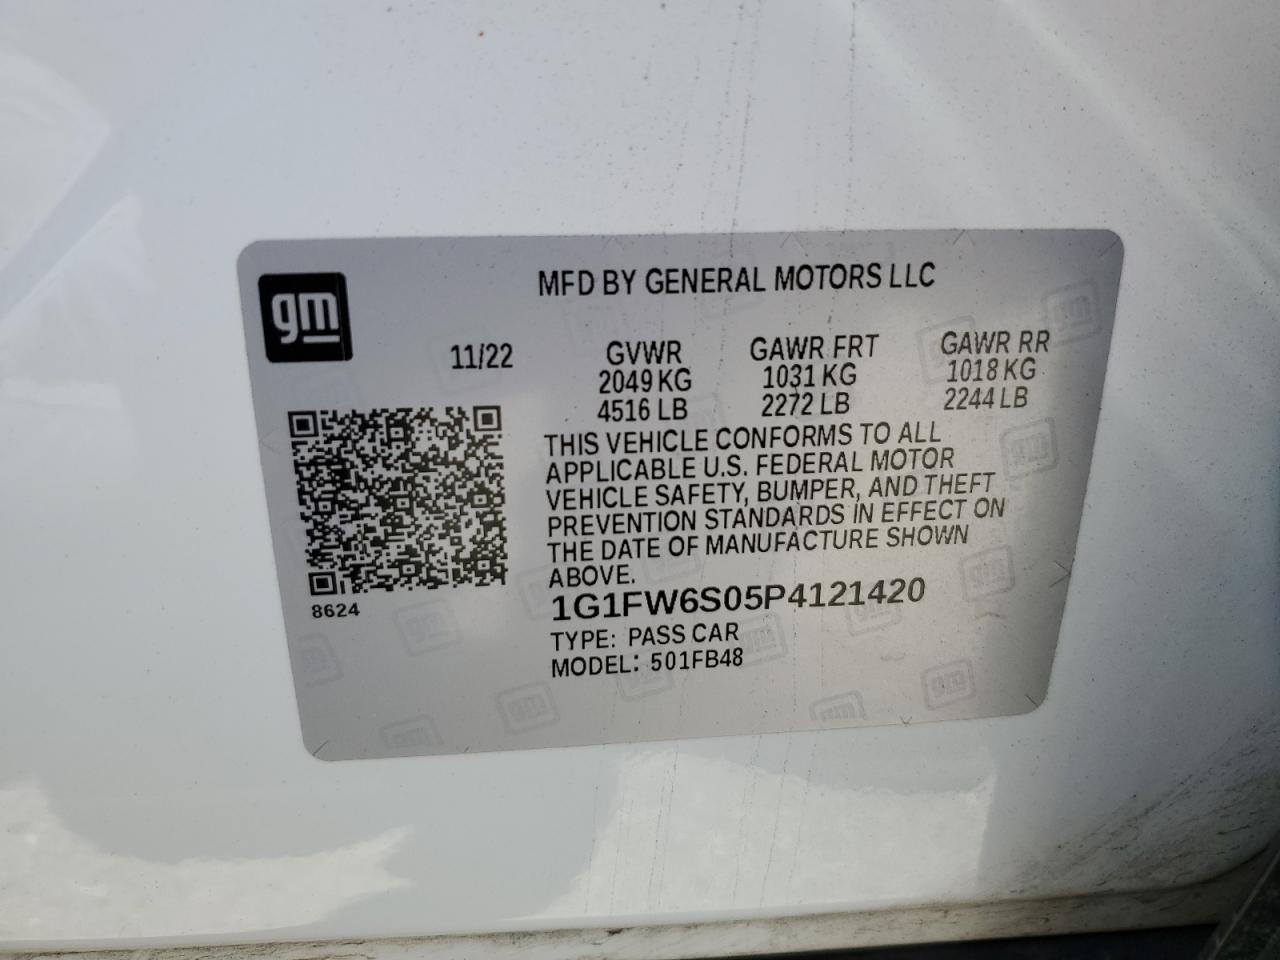 gm
MFD BY GENERAL MOTORS LLC
11/22 GVWR GAWR FRT GAWR RR
2049 KG 1031 KG 1018 KG
4516 LB 2272 LB 2244 LB
THIS VEHICLE CONFORMS TO ALL
APPLICABLE U.S. FEDERAL MOTOR
VEHICLE SAFETY, BUMPER, AND THEFT
PREVENTION STANDARDS IN EFFECT ON
THE DATE OF MANUFACTURE SHOWN
ABOVE.
8624
1G1FW6S05P4121420
TYPE: PASS CAR
MODEL: 501FB48